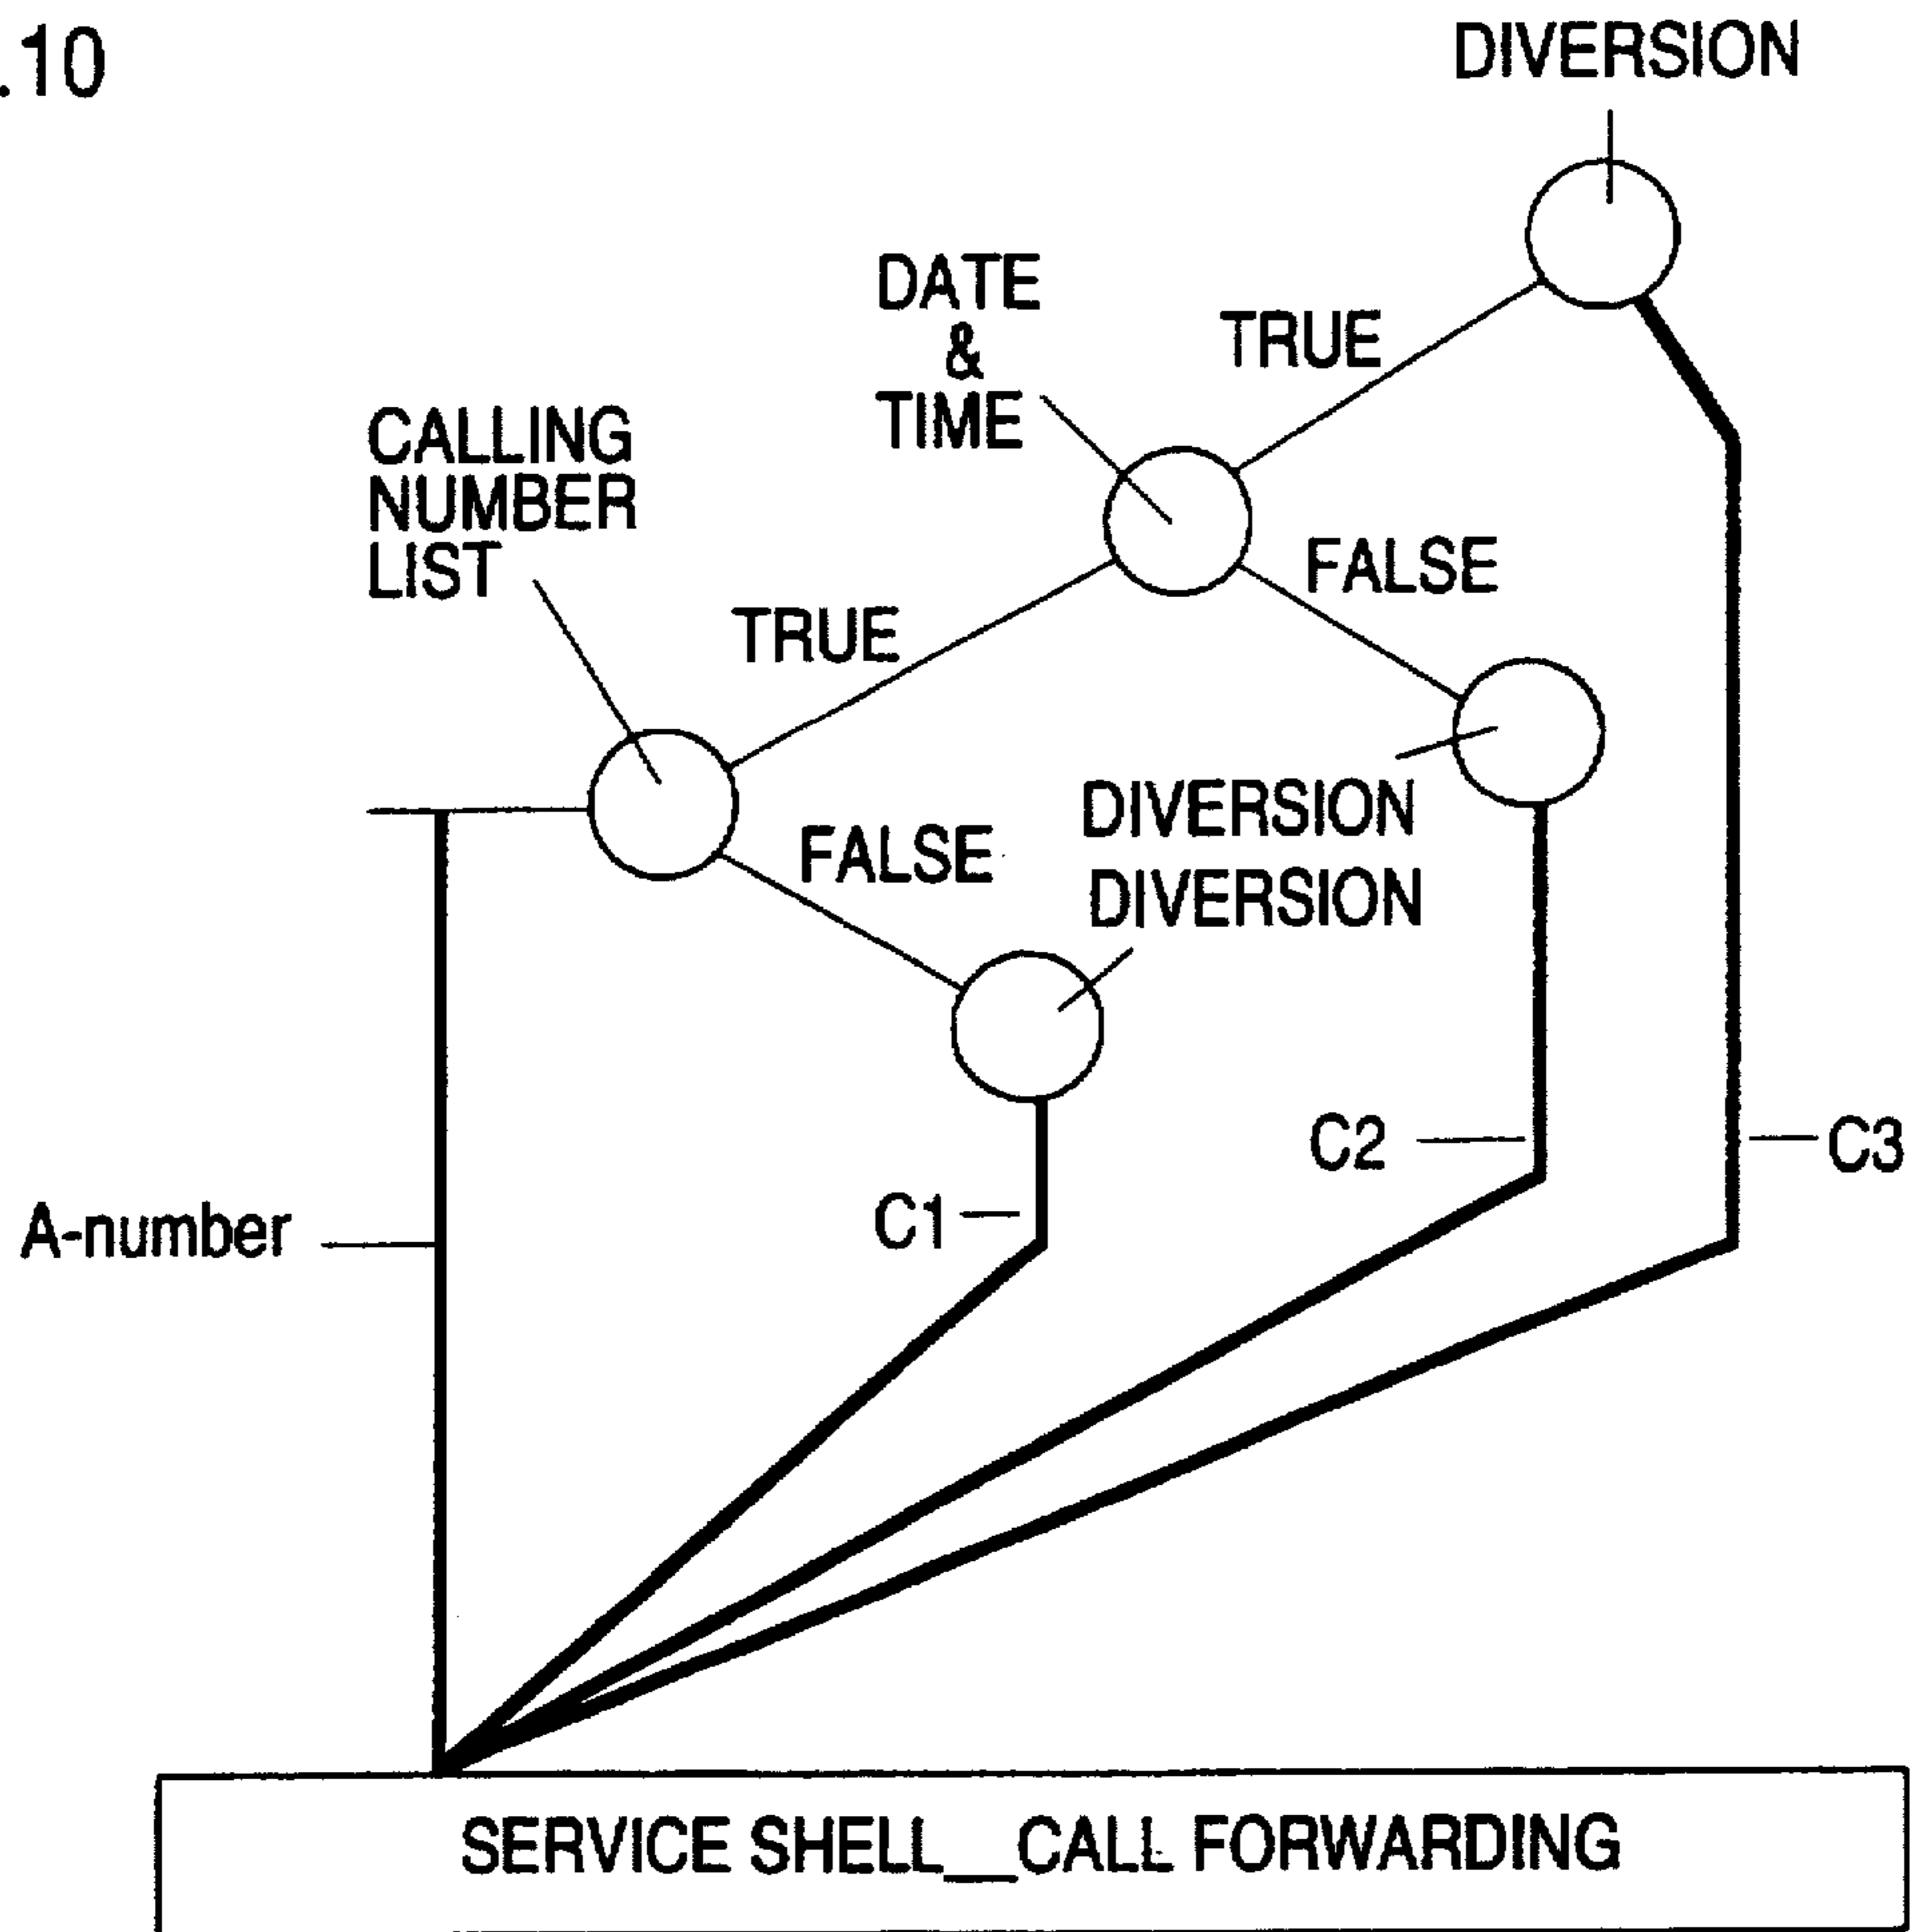 .10
DIVERSION
DATE
&
TIME
TRUE
CALLING
NUMBER
LIST
FALSE
TRUE
DIVERSION
FALSE
DIVERSION
C2
C3
C1
A-number
SERVICE SHELL__CALL FORWARDING